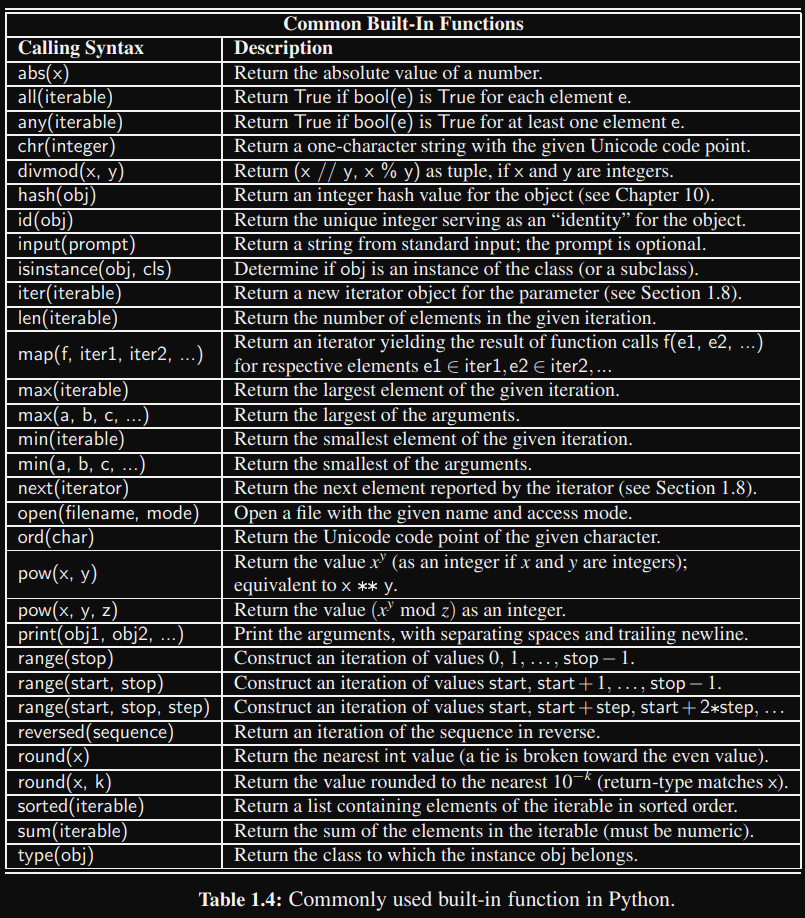 Common Built-In Functions
Calling Syntax Description
abs(x) Return the absolute value of a number.
all(iterable) Return True if bool(e) is True for each element e.
any(iterable) Return True if bool(e) is True for at least one element e.
chr(integer) Return a one-character string with the given Unicode code point.
divmod(x, y) Return (x // y, x % y) as tuple, if x and y are integers.
hash(obj) Return an integer hash value for the object (see Chapter 10).
id(obj) Return the unique integer serving as an “identity” for the object.
input(prompt) Return a string from standard input; the prompt is optional.
isinstance(obj, cls) Determine if obj is an instance of the class (or a subclass).
iter(iterable) Return a new iterator object for the parameter (see Section 1.8).
len(iterable) Return the number of elements in the given iteration.
map(f, iter1, iter2, ...) Return an iterator yielding the result of function calls f(e1, e2, ...)
for respective elements e1 ∈ iter1, e2 ∈ iter2, ...
max(iterable) Return the largest element of the given iteration.
max(a, b, c, ...) Return the largest of the arguments.
min(iterable) Return the smallest element of the given iteration.
min(a, b, c, ...) Return the smallest of the arguments.
next(iterator) Return the next element reported by the iterator (see Section 1.8).
open(filename, mode) Open a file with the given name and access mode.
ord(char) Return the Unicode code point of the given character.
pow(x, y) Return the value x^y (as an integer if x and y are integers);
equivalent to x ** y.
pow(x, y, z) Return the value (x^y mod z) as an integer.
print(obj1, obj2, ...) Print the arguments, with separating spaces and trailing newline.
range(stop) Construct an iteration of values 0, 1, ..., stop − 1.
range(start, stop) Construct an iteration of values start, start + 1, ..., stop − 1.
range(start, stop, step) Construct an iteration of values start, start + step, start + 2*step, ...
reversed(sequence) Return an iteration of the sequence in reverse.
round(x) Return the nearest int value (a tie is broken toward the even value).
round(x, k) Return the value rounded to the nearest 10^−k (return-type matches x).
sorted(iterable) Return a list containing elements of the iterable in sorted order.
sum(iterable) Return the sum of the elements in the iterable (must be numeric).
type(obj) Return the class to which the instance obj belongs.
Table 1.4: Commonly used built-in function in Python.